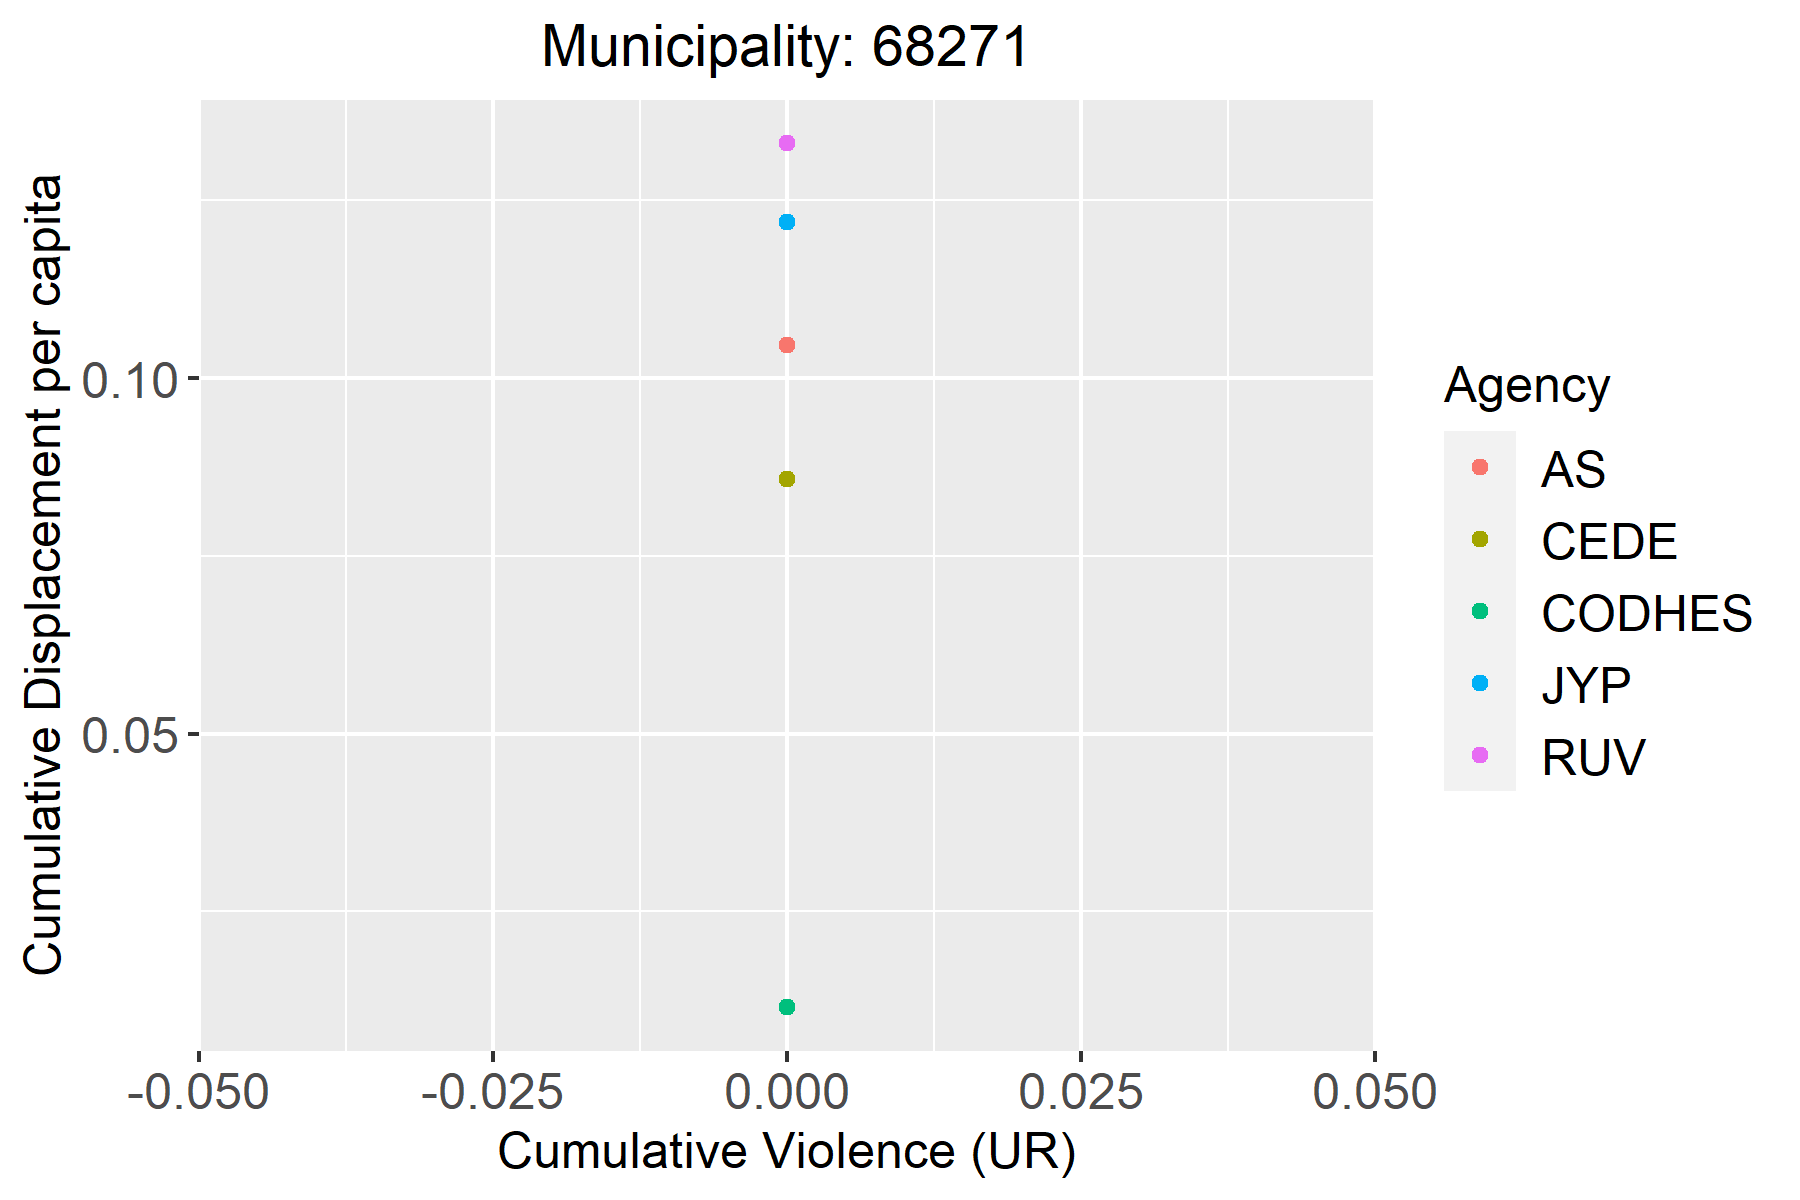 Municipality: 68271
Cumulative Displacement per capita
0.10
0.05
-0.050
-0.025
0.000
0.025
0.050
Cumulative Violence (UR)
Agency
AS
CEDE
CODHES
JYP
RUV